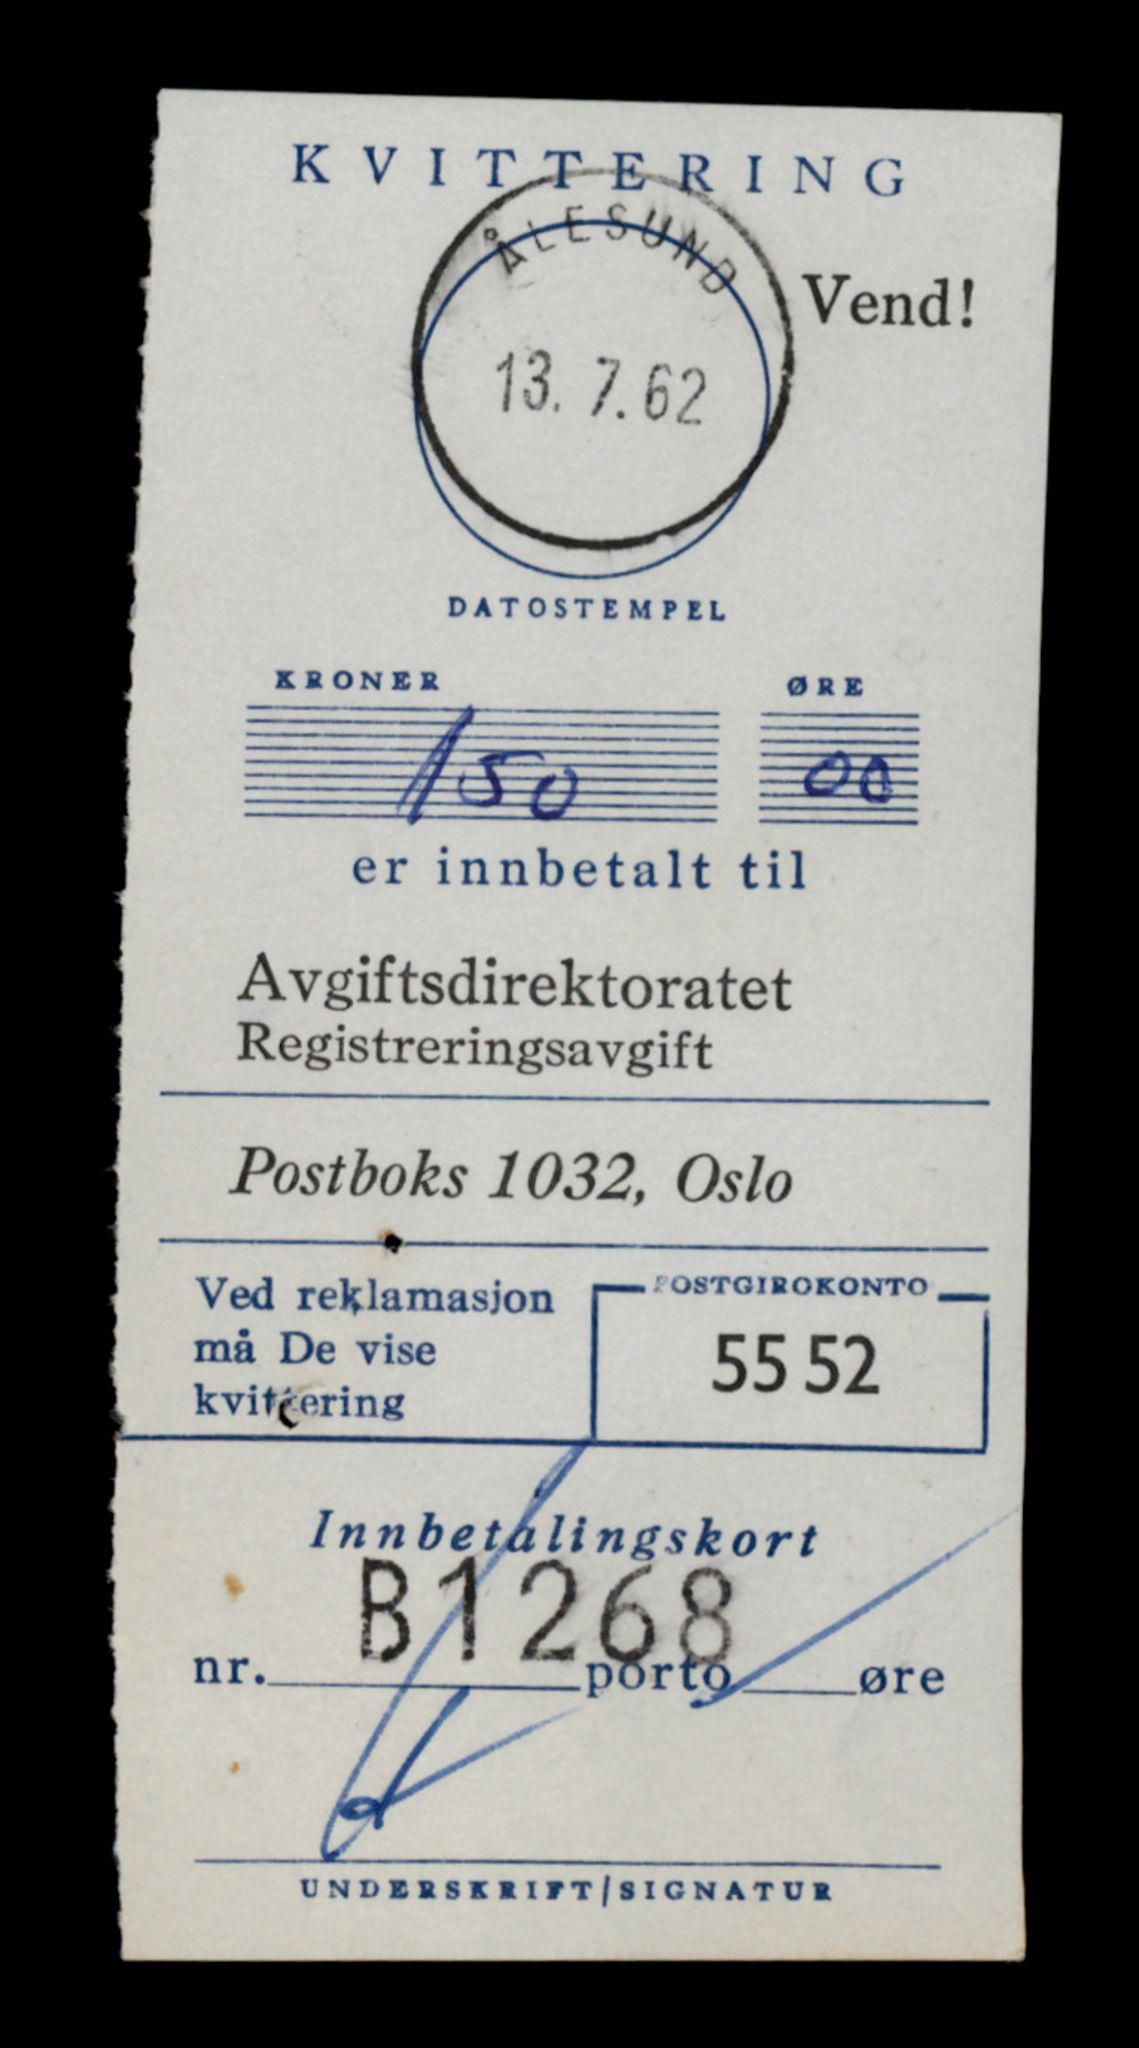 KVITTERING
ÅLESUND
Vend!
13. 7. 62
DATOSTEMPEL
KRONER ØRE
150 00
er innbetalt til
Avgiftsdirektoratet
Registreringsavgift
Postboks 1032, Oslo
Ved reklamasjon
må De vise
kvittering
POSTGIROKONTO
55 52
Innbetalingskort
B1268
nr. porto øre
UNDERSKRIFT/SIGNATUR